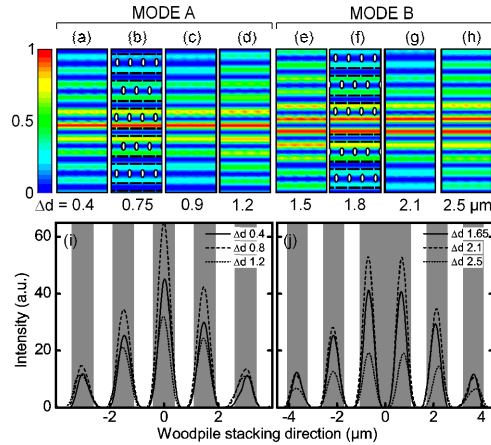 MODE A MODE B
(a) (b) (c) (d) (e) (f) (g) (h)
1
0.5
0
Δd = 0.4 0.75 0.9 1.2 1.5 1.8 2.1 2.5 μm
(i)
Δd 0.4
Δd 0.8
Δd 1.2
(j)
Δd 1.65
Δd 2.1
Δd 2.5
Intensity (a.u.)
60
40
20
0
-2 0 2 -4 -2 0 2 4
Woodpile stacking direction (μm)